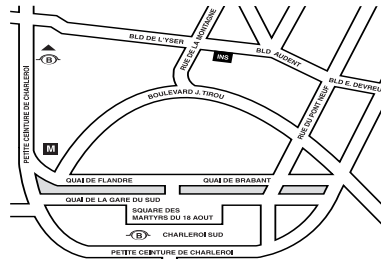 BLD DE L'YSER
RUE DE LA MONTAGNE
INS
BLD AUDENT
BLD E. DEVREU
B
PETITE CEINTURE DE CHARLEROI
BOULEVARD J. TIROU
RUE DU PONT NEUF
M
QUAI DE FLANDRE
QUAI DE BRABANT
QUAI DE LA GARE DU SUD
SQUARE DES
MARTYRS DU 18 AOUT
B CHARLEROI SUD
PETITE CEINTURE DE CHARLEROI